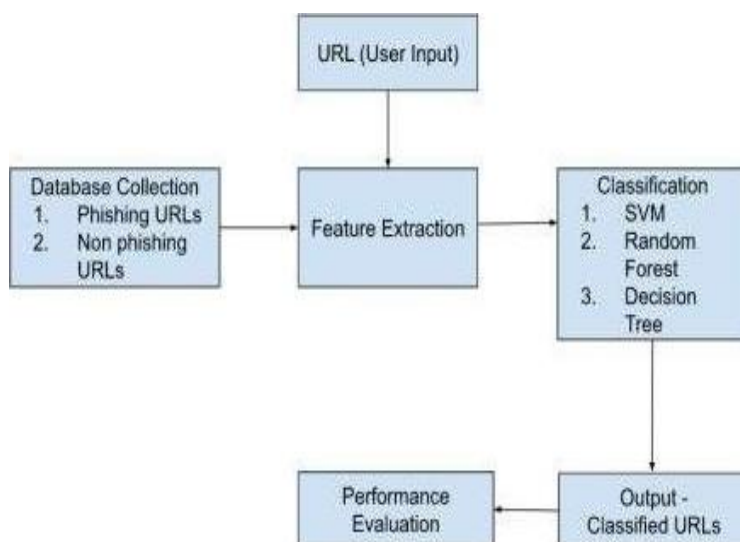 URL (User Input)
Database Collection
1. Phishing URLs
2. Non phishing
URLs
Feature Extraction
Classification
1. SVM
2. Random
Forest
3. Decision
Tree
Performance
Evaluation
Output -
Classified URLs